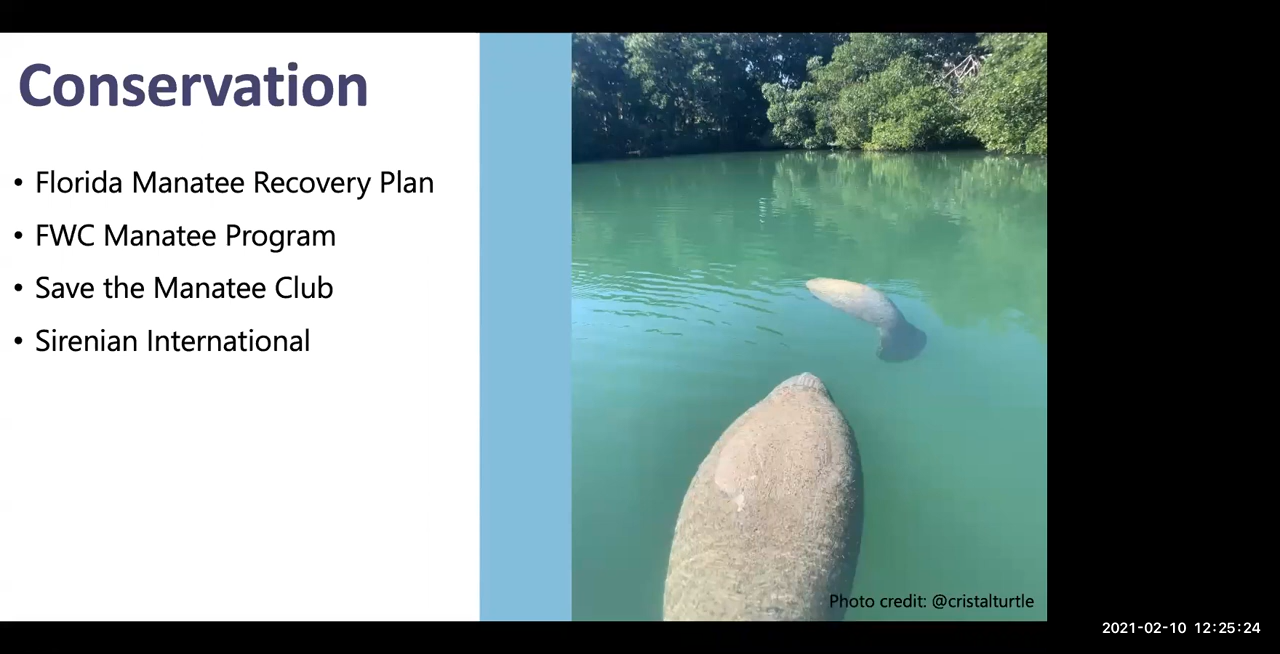 Conservation
• Florida Manatee Recovery Plan
• FWC Manatee Program
• Save the Manatee Club
• Sirenian International
Photo credit: @cristalturtle
2021-02-10 12:25:24